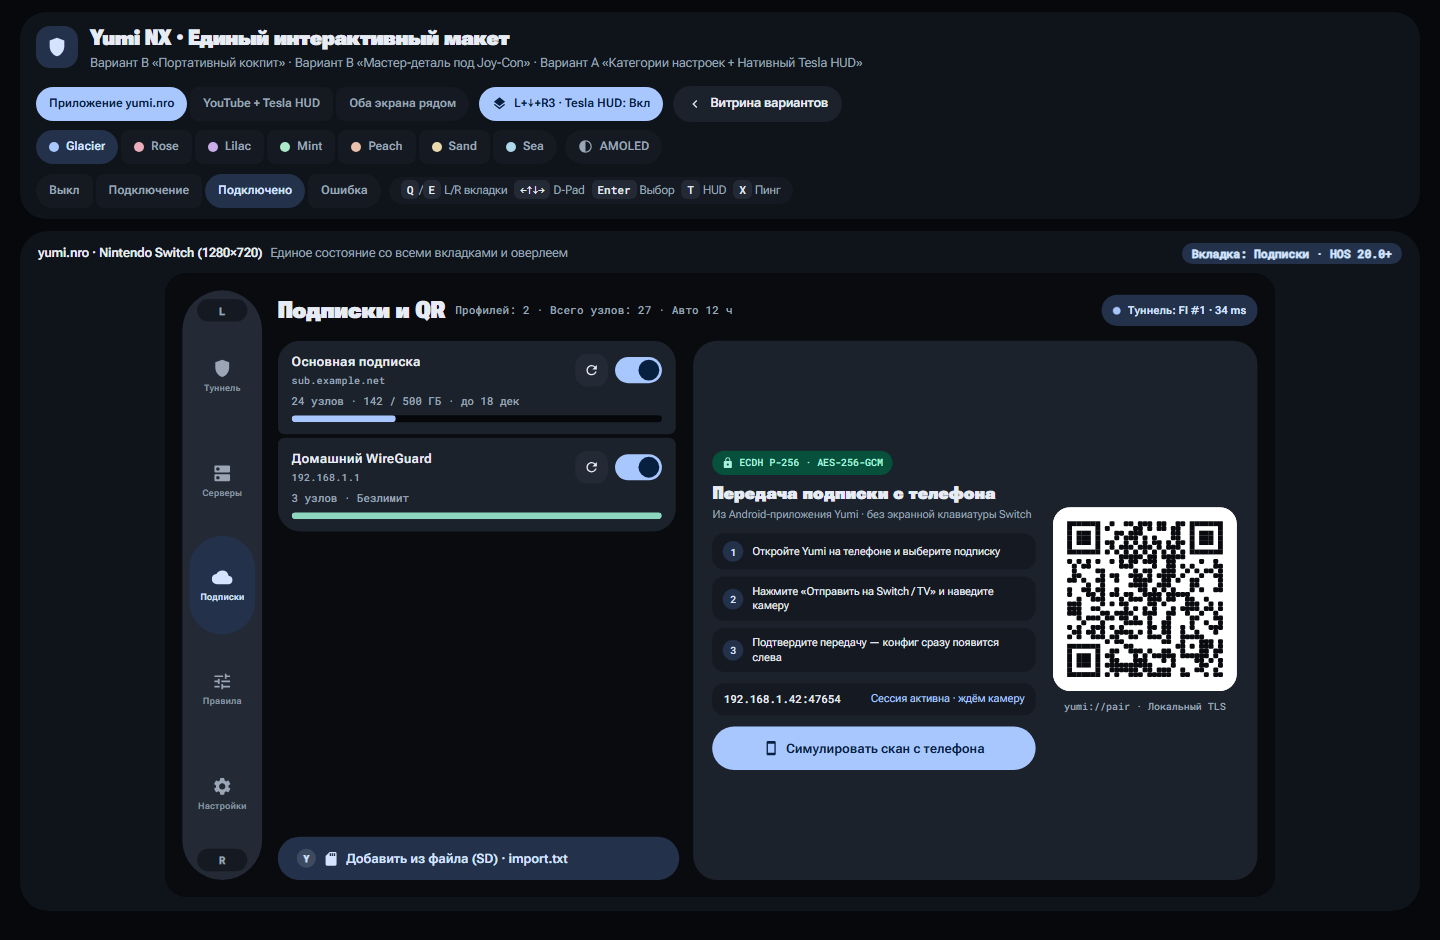 Yumi NX • Единый интерактивный макет
Вариант B «Портативный кокпит» · Вариант B «Мастер-деталь под Joy-Con» · Вариант A «Категории настроек + Нативный Tesla HUD»
Приложение yumi.nro
YouTube + Tesla HUD
Оба экрана рядом
L+↓+R3 · Tesla HUD: Вкл
Витрина вариантов
Glacier
Rose
Lilac
Mint
Peach
Sand
Sea
AMOLED
Выкл
Подключение
Подключено
Ошибка
Q / E L/R вкладки ←↑↓→ D-Pad Enter Выбор T HUD X Пинг
yumi.nro · Nintendo Switch (1280×720) Единое состояние со всеми вкладками и оверлеем
Вкладка: Подписки · HOS 20.0+
L
Туннель
Серверы
Подписки
Правила
Настройки
R
Подписки и QR
Профилей: 2 · Всего узлов: 27 · Авто 12 ч
Туннель: FI #1 · 34 ms
Основная подписка
sub.example.net
24 узлов · 142 / 500 ГБ · до 18 дек
Домашний WireGuard
192.168.1.1
3 узлов · Безлимит
Y Добавить из файла (SD) · import.txt
ECDH P-256 · AES-256-GCM
Передача подписки с телефона
Из Android-приложения Yumi · без экранной клавиатуры Switch
1 Откройте Yumi на телефоне и выберите подписку
2 Нажмите «Отправить на Switch / TV» и наведите
камеру
3 Подтвердите передачу — конфиг сразу появится
слева
192.168.1.42:47654
Сессия активна · ждём камеру
Симулировать скан с телефона
yumi://pair · Локальный TLS